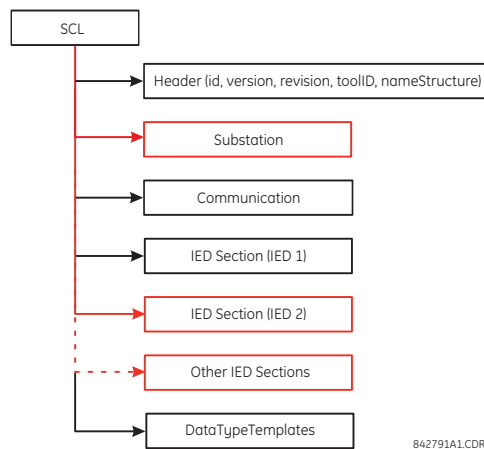 SCL
Header (id, version, revision, toolID, nameStructure)
Substation
Communication
IED Section (IED 1)
IED Section (IED 2)
Other IED Sections
DataTypeTemplates
842791A1.CDR